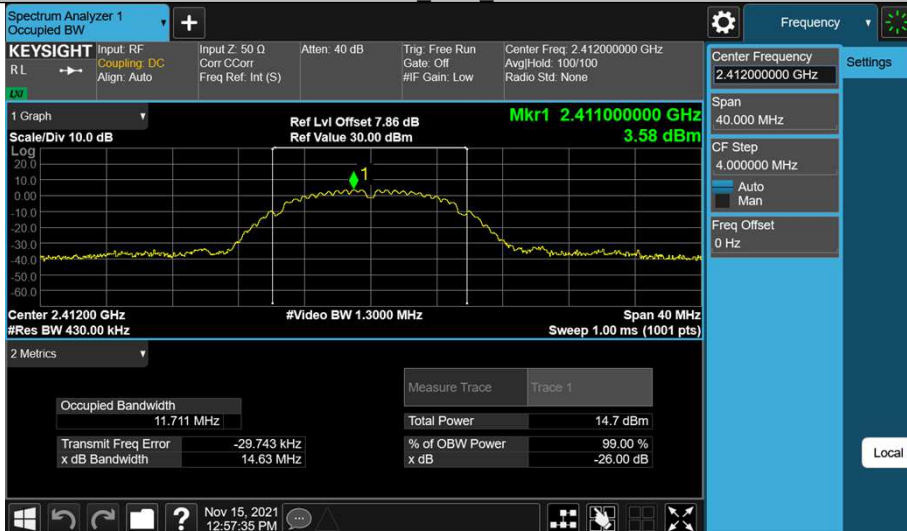 Spectrum Analyzer 1
Occupied BW
Frequency
KEYSIGHT
RL
LXI
Input: RF
Coupling: DC
Align: Auto
Input Z: 50 Ω
Corr CCorr
Freq Ref: Int (S)
Atten: 40 dB
Trig: Free Run
Gate: Off
#IF Gain: Low
Center Freq: 2.412000000 GHz
Avg|Hold: 100/100
Radio Std: None
Center Frequency
2.412000000 GHz
Settings
Span
40.000 MHz
CF Step
4.000000 MHz
Auto
Man
Freq Offset
0 Hz
Local
1 Graph
Scale/Div 10.0 dB
Ref Lvl Offset 7.86 dB
Ref Value 30.00 dBm
Mkr1 2.411000000 GHz
3.58 dBm
Log
20.0
10.0
0.00
-10.0
-20.0
-30.0
-40.0
-50.0
-60.0
1
Center 2.41200 GHz
#Video BW 1.3000 MHz
Span 40 MHz
#Res BW 430.00 kHz
Sweep 1.00 ms (1001 pts)
2 Metrics
Measure Trace
Trace 1
Occupied Bandwidth
11.711 MHz
Total Power
14.7 dBm
Transmit Freq Error
-29.743 kHz
% of OBW Power
99.00 %
x dB Bandwidth
14.63 MHz
x dB
-26.00 dB
?
Nov 15, 2021
12:57:35 PM